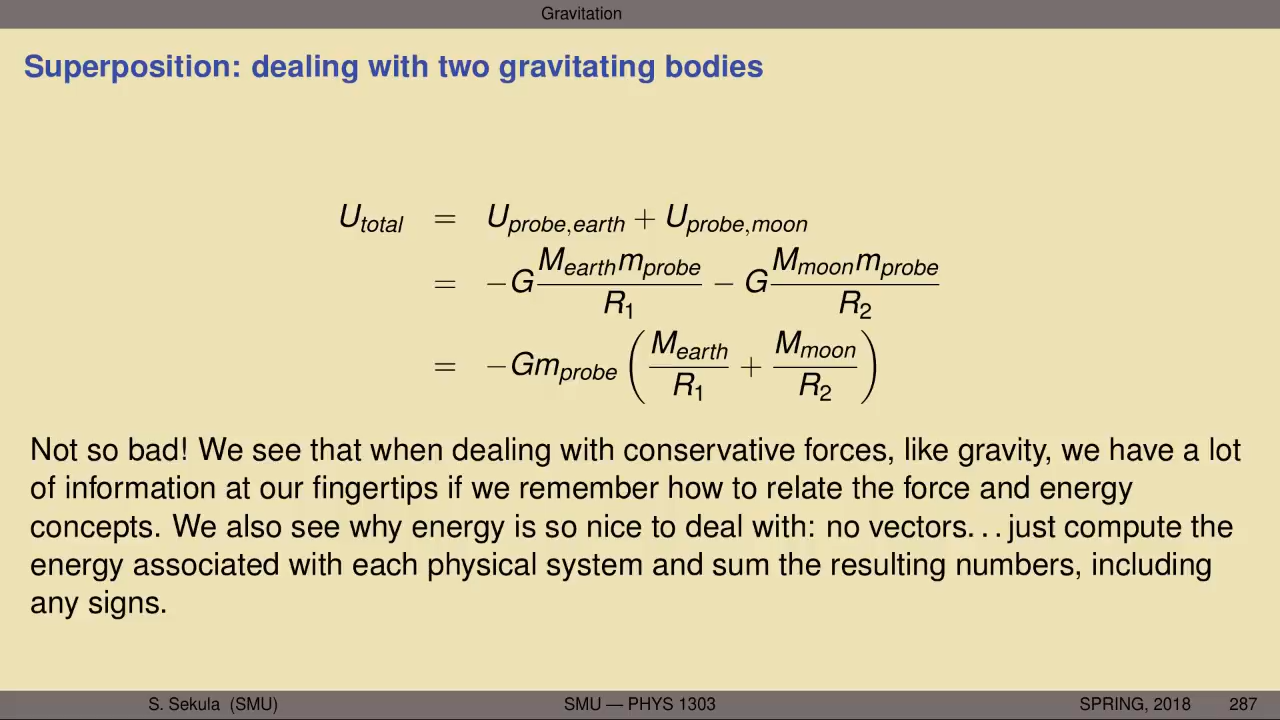 Gravitation
Superposition: dealing with two gravitating bodies
U_total = U_probe,earth + U_probe,moon
= −G M_earth m_probe / R_1 − G M_moon m_probe / R_2
= −Gm_probe ( M_earth / R_1 + M_moon / R_2 )
Not so bad! We see that when dealing with conservative forces, like gravity, we have a lot
of information at our fingertips if we remember how to relate the force and energy
concepts. We also see why energy is so nice to deal with: no vectors. . . just compute the
energy associated with each physical system and sum the resulting numbers, including
any signs.
S. Sekula (SMU) SMU — PHYS 1303 SPRING, 2018 287